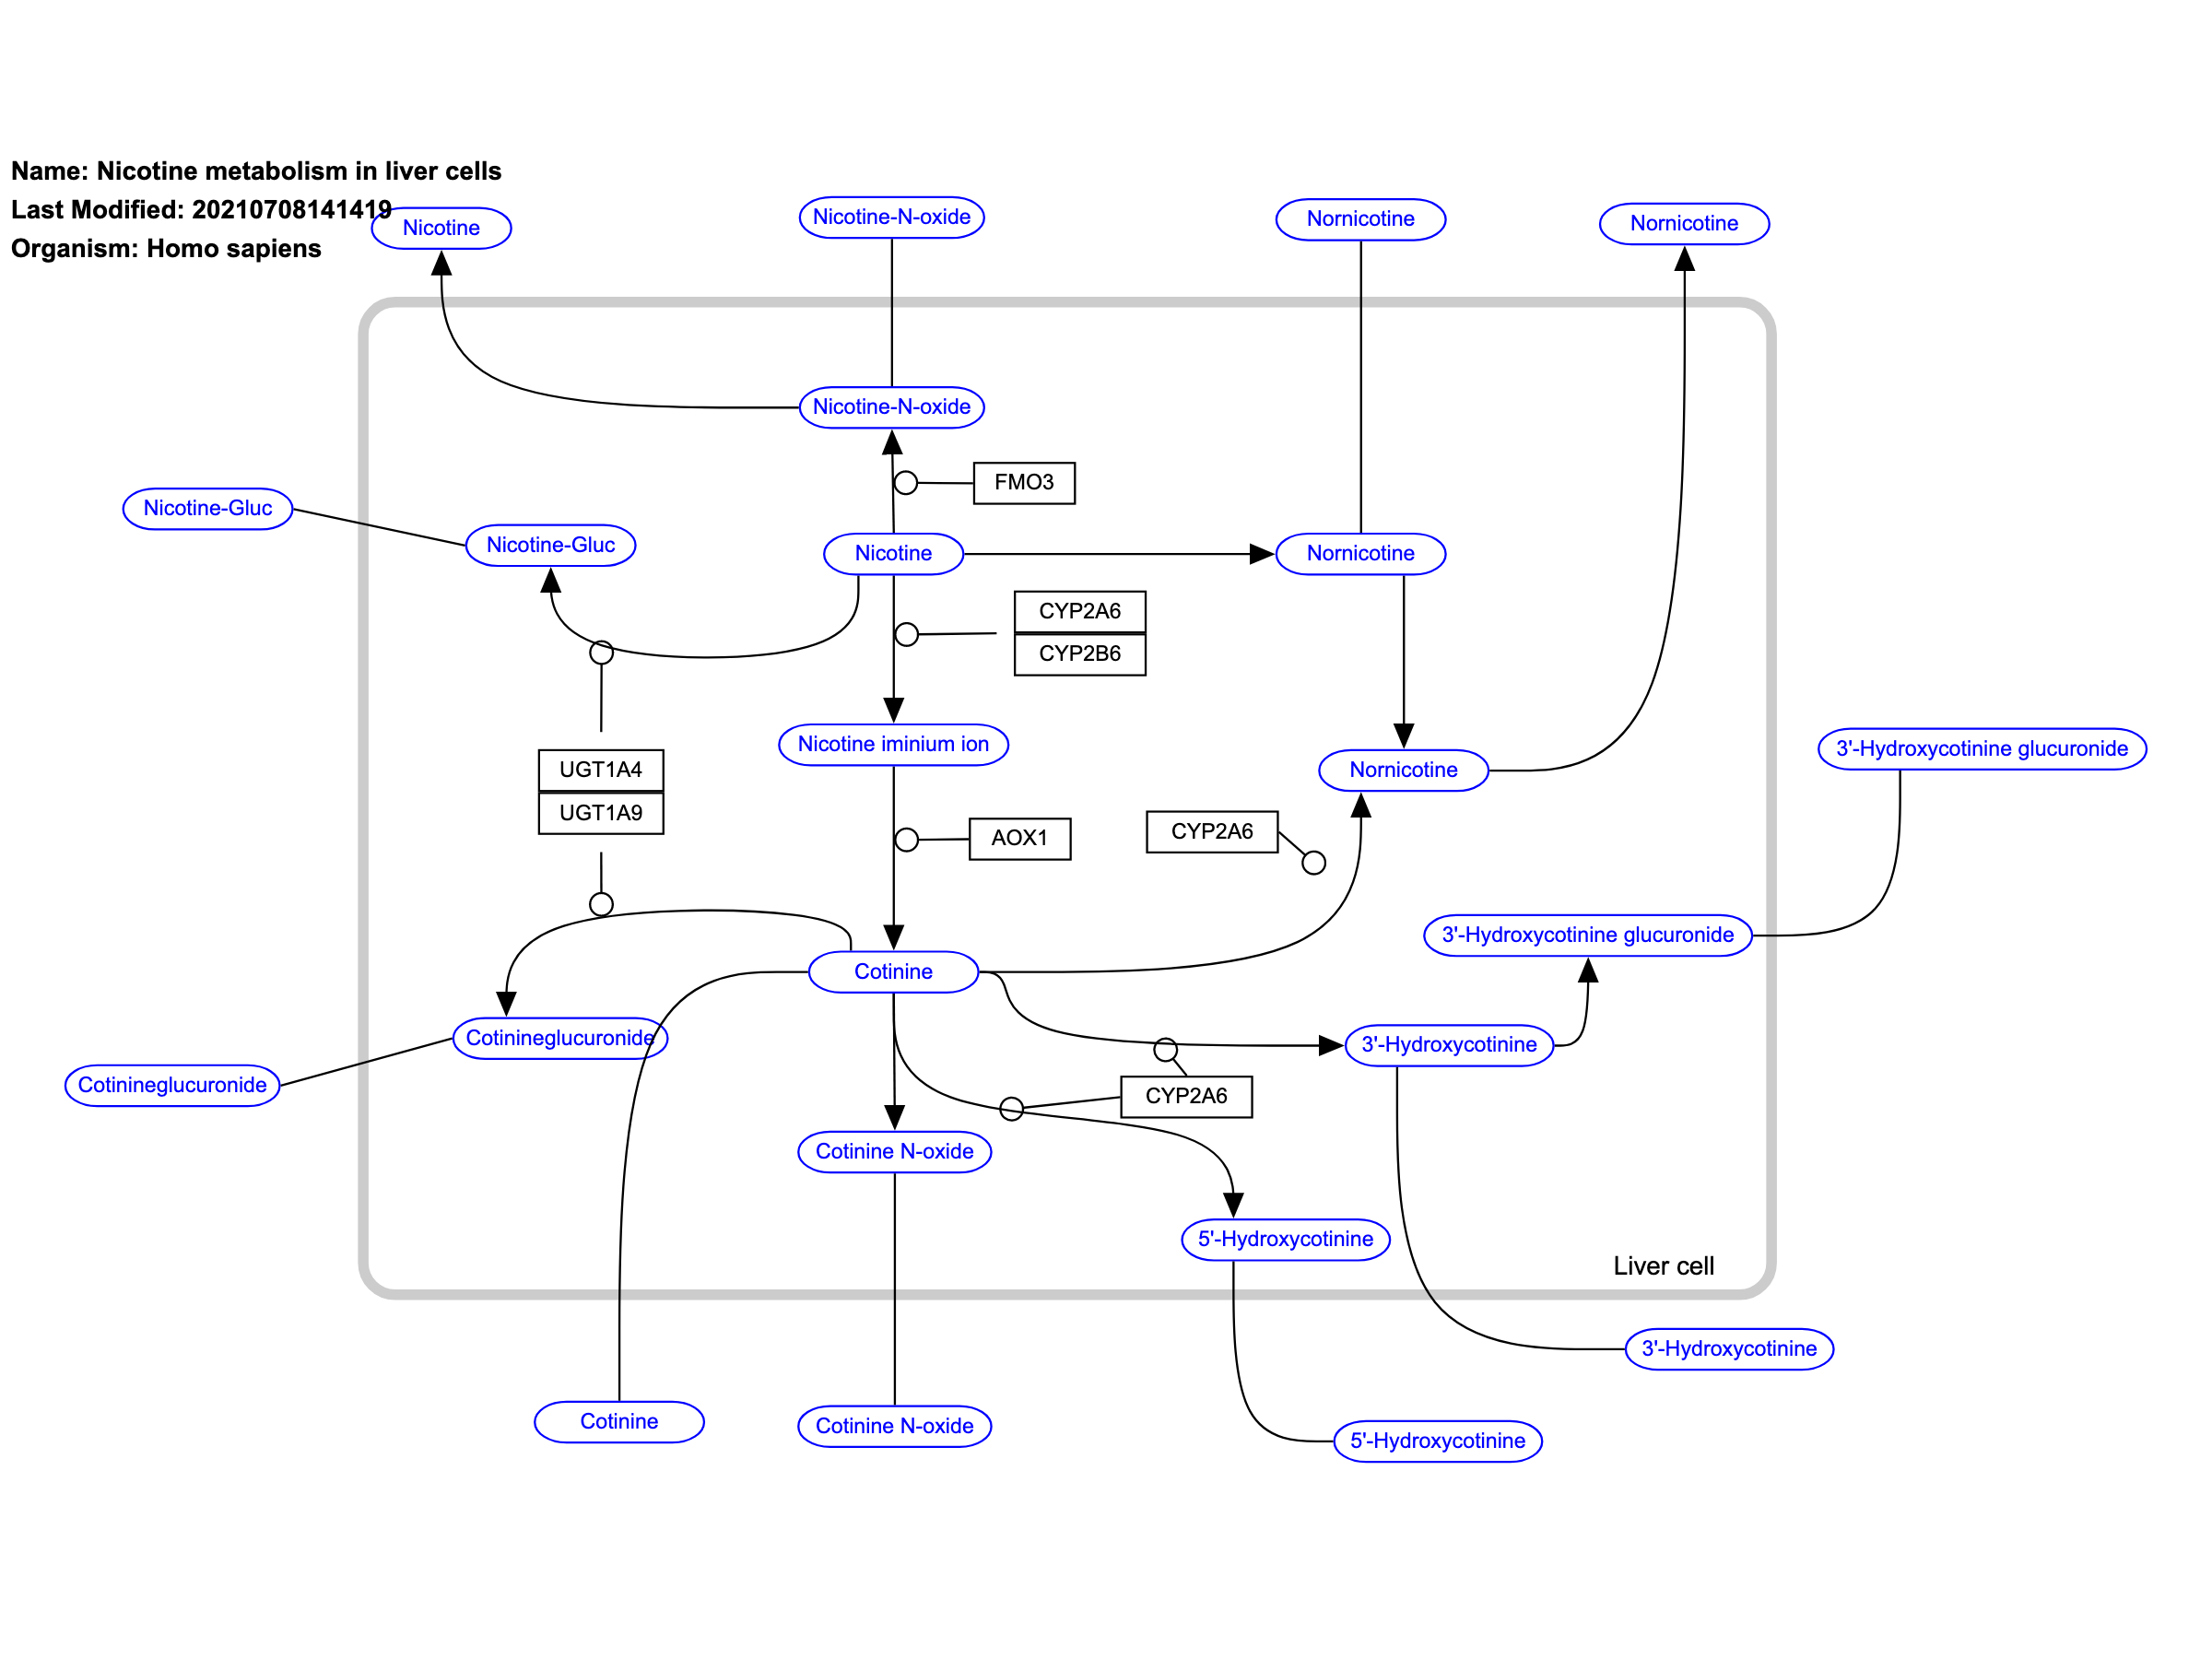 Name: Nicotine metabolism in liver cells
Last Modified: 20210708141419
Organism: Homo sapiens
Nicotine
Nicotine-N-oxide
Nornicotine
Nornicotine
Nicotine-N-oxide
FMO3
Nicotine-Gluc
Nicotine-Gluc
Nicotine
Nornicotine
CYP2A6
CYP2B6
Nicotine iminium ion
3'-Hydroxycotinine glucuronide
UGT1A4
UGT1A9
Nornicotine
AOX1
CYP2A6
3'-Hydroxycotinine glucuronide
Cotinine
Cotinineglucuronide
3'-Hydroxycotinine
Cotinineglucuronide
CYP2A6
Cotinine N-oxide
5'-Hydroxycotinine
Liver cell
3'-Hydroxycotinine
Cotinine
Cotinine N-oxide
5'-Hydroxycotinine